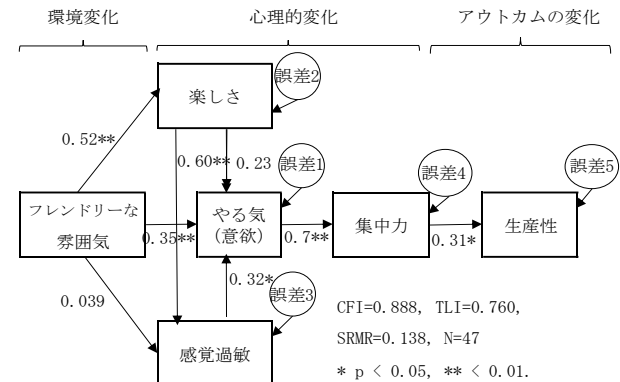 環境変化
心理的変化
アウトカムの変化
楽しさ
誤差2
0.52**
0.60**
0.23
誤差1
誤差4
誤差5
フレンドリーな
雰囲気
0.35**
やる気
(意欲)
0.7**
集中力
0.31*
生産性
0.039
0.32*
誤差3
感覚過敏
CFI=0.888, TLI=0.760,
SRMR=0.138, N=47
* p < 0.05, ** < 0.01.